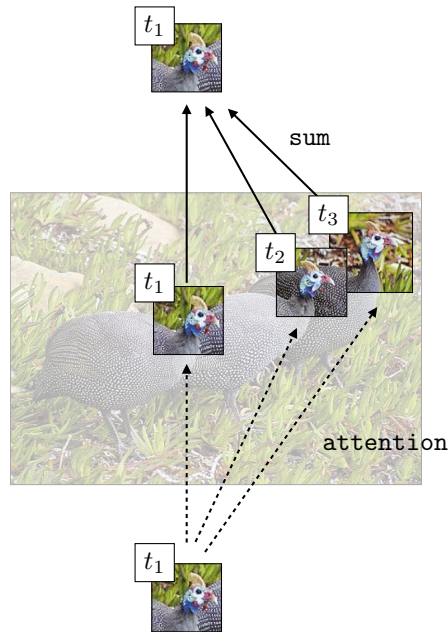 t₁
sum
t₃
t₂
t₁
attention
t₁